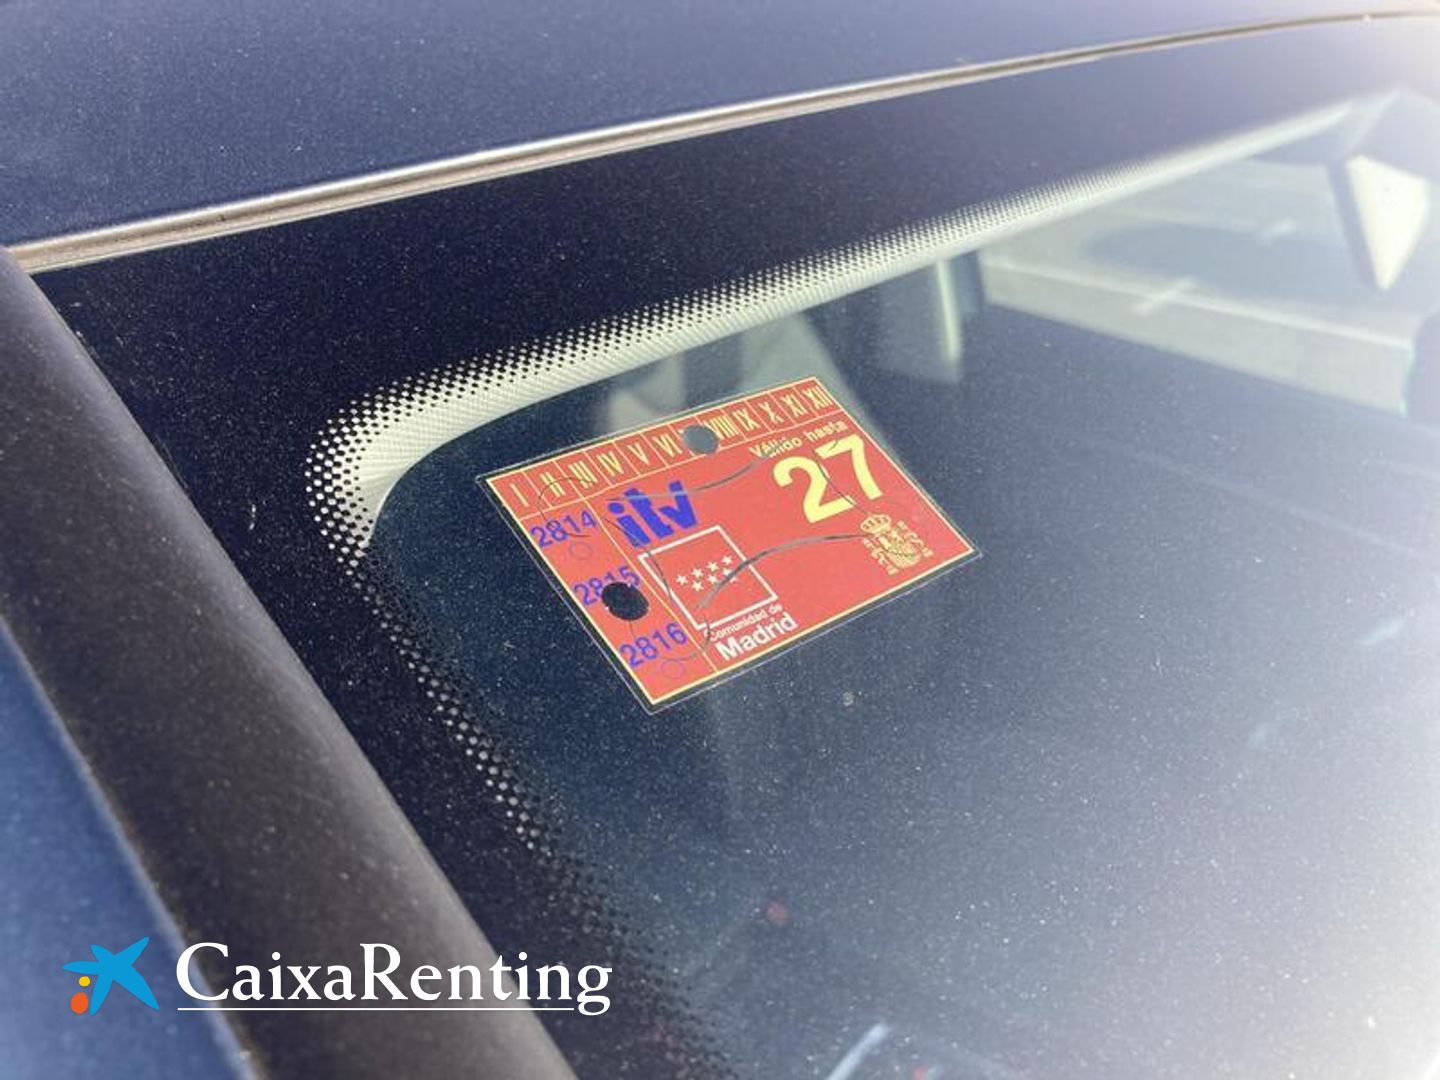 I II III IV V VI VIII IX X XI XII
Válido hasta
27
itv
2814
2815
2816
Comunidad de
Madrid
CaixaRenting